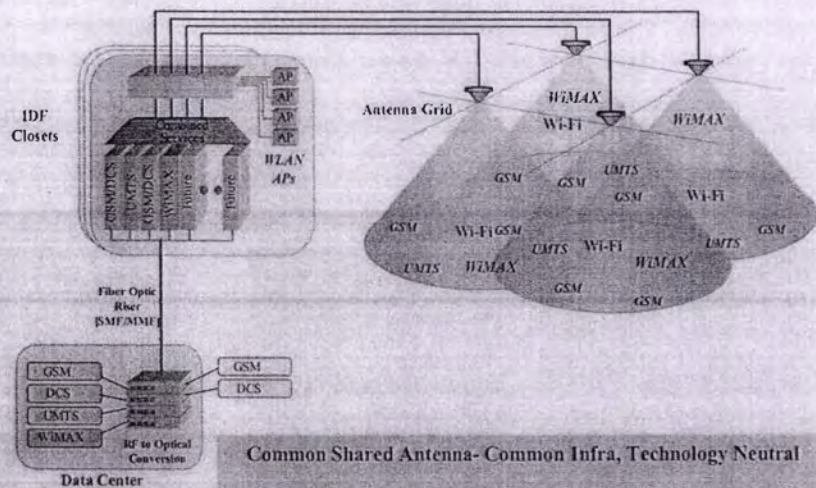 IDF
Closets
AP
AP
AP
AP
WLAN
APs
Combined
Services
GSM/DCS
UMTS
GSM/DCS
WiMAX
Future
Future
Antenna Grid
WiMAX
Wi-Fi
WiMAX
GSM
GSM
UMTS
GSM
Wi-Fi
GSM
Wi-Fi
GSM
UMTS
Wi-Fi
UMTS
GSM
UMTS
WiMAX
WiMAX
GSM
GSM
Fiber Optic
Riser
[SMF/MMF]
GSM
DCS
UMTS
WiMAX
GSM
DCS
RF to Optical
Conversion
Data Center
Common Shared Antenna- Common Infra, Technology Neutral